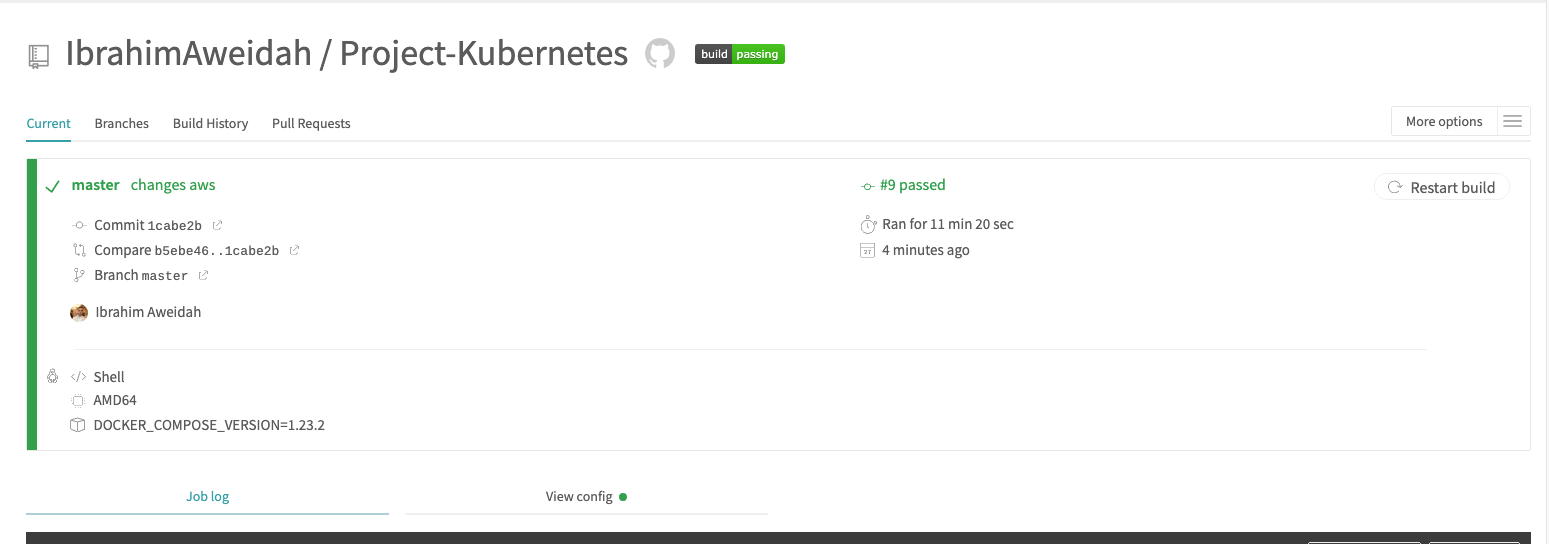 IbrahimAweidah / Project-Kubernetes build passing
Current Branches Build History Pull Requests More options
master changes aws
#9 passed
Restart build
Commit 1cabe2b
Ran for 11 min 20 sec
Compare b5ebe46..1cabe2b
4 minutes ago
Branch master
Ibrahim Aweidah
</> Shell
AMD64
DOCKER_COMPOSE_VERSION=1.23.2
Job log View config